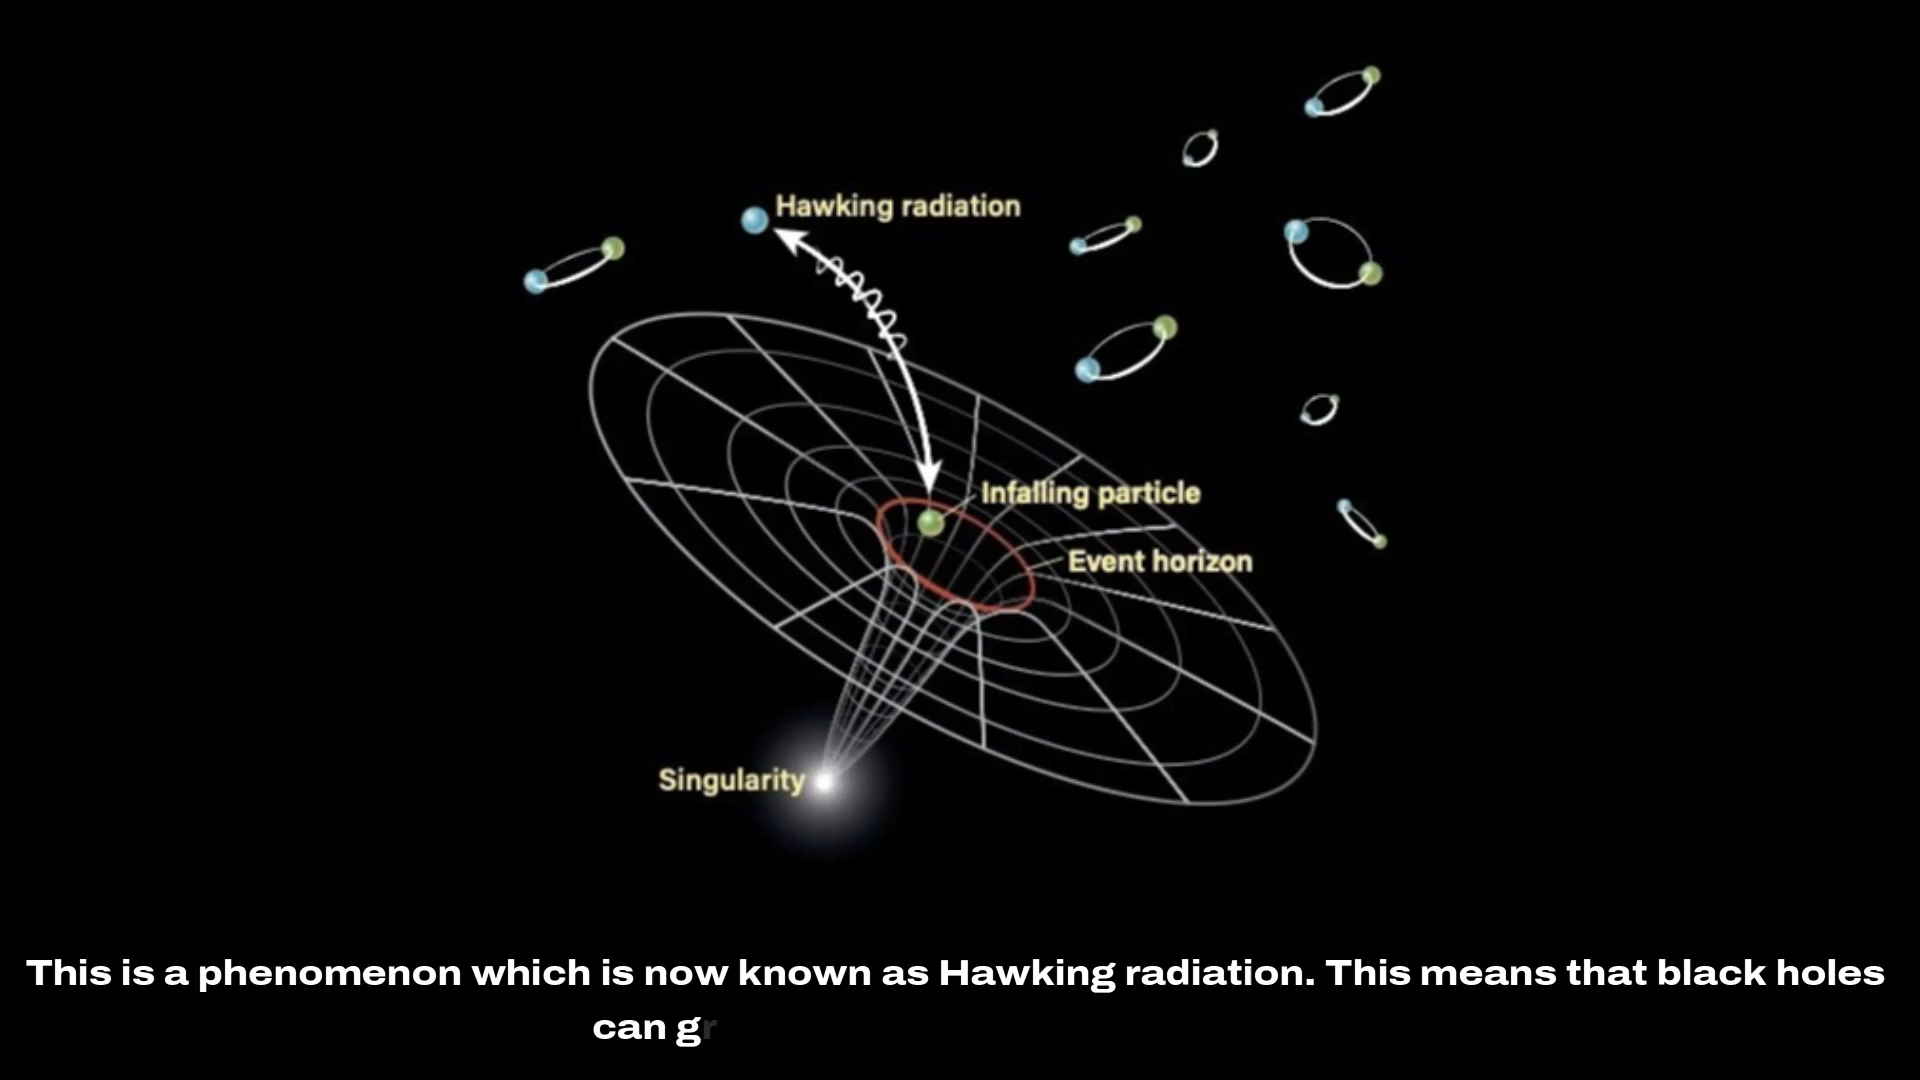 Hawking radiation
Infalling particle
Event horizon
Singularity
This is a phenomenon which is now known as Hawking radiation. This means that black holes
can gr